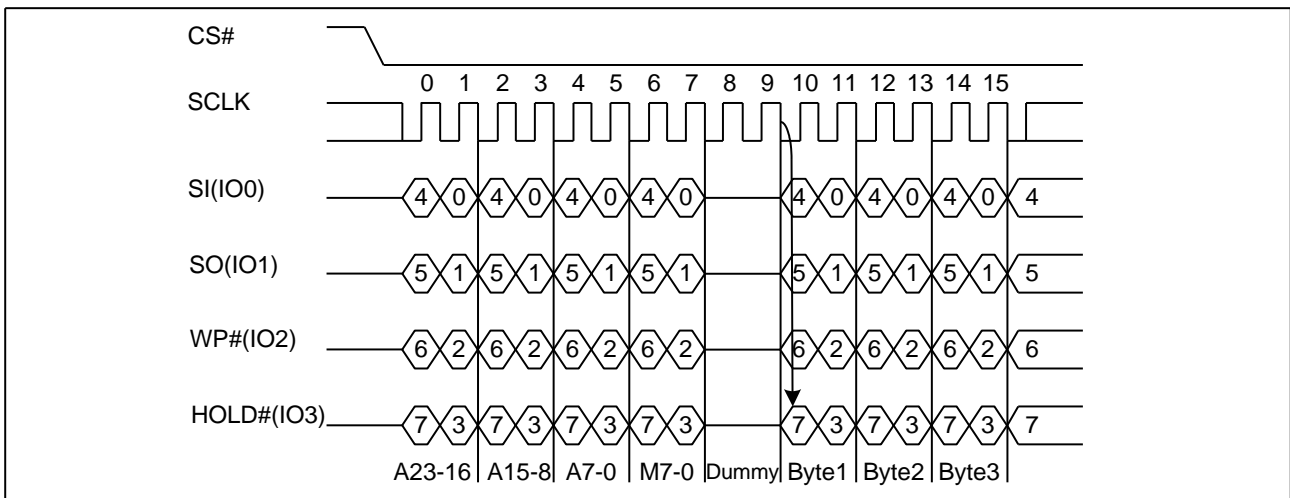 CS#
0 1 2 3 4 5 6 7 8 9 10 11 12 13 14 15
SCLK
SI(IO0) 4 0 4 0 4 0 4 0 4 0 4 0 4 0 4
SO(IO1) 5 1 5 1 5 1 5 1 5 1 5 1 5 1 5
WP#(IO2) 6 2 6 2 6 2 6 2 6 2 6 2 6 2 6
HOLD#(IO3) 7 3 7 3 7 3 7 3 7 3 7 3 7 3 7
A23-16 A15-8 A7-0 M7-0 Dummy Byte1 Byte2 Byte3